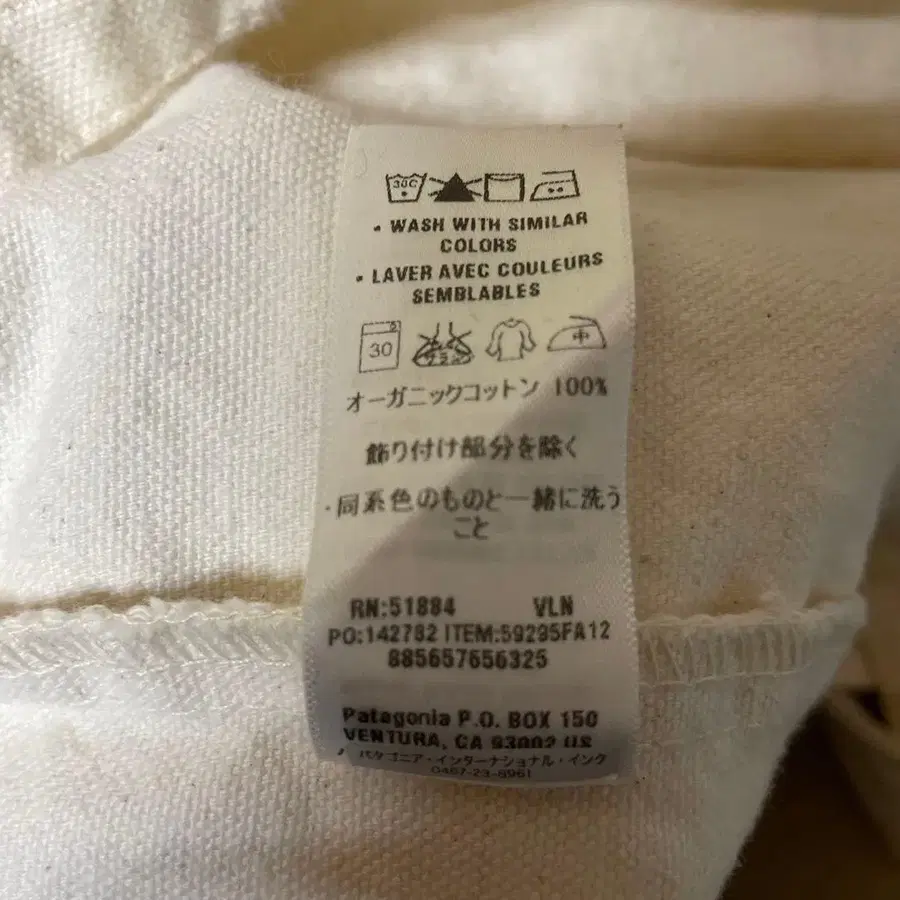 30C
• WASH WITH SIMILAR
COLORS
• LAVER AVEC COULEURS
SEMBLABLES
30 中
オーガニックコットン 100%
飾り付け部分を除く
・同系色のものと一緒に洗う
こと
RN:51884 VLN
PO:142782 ITEM:59295FA12
885657656325
Patagonia P.O. BOX 150
VENTURA, CA 93002 US
パタゴニア・インターナショナル・インク
0467-23-8961